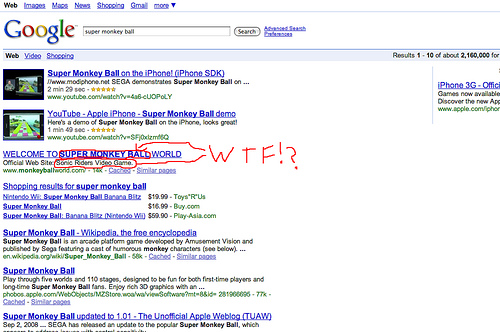 Web Images Maps News Shopping Gmail more ▼
Google
super monkey ball
Search
Advanced Search
Preferences
Web Video Shopping
Results 1 - 10 of about 2,160,000 for
Super Monkey Ball on the iPhone! (iPhone SDK)
//www.modiphone.net SEGA demonstrates Super Monkey Ball on ...
2 min 29 sec -
www.youtube.com/watch?v=4a6-cUOPoLY
YouTube - Apple iPhone - Super Monkey Ball demo
Here's a demo of Super Monkey Ball on the iPhone, looks great!
1 min 49 sec -
www.youtube.com/watch?v=SFj0xlzmf6Q
WELCOME TO SUPER MONKEY BALL WORLD
WTF!?
Official Web Site. Sonic Riders Video Game.
www.monkeyballworld.com/ - 14k - Cached - Similar pages
Shopping results for super monkey ball
Nintendo Wii: Super Monkey Ball Banana Blitz $19.99 - Toys"R"Us
Super Monkey Ball $16.99 - Buy.com
Super Monkey Ball: Banana Blitz (Nintendo Wii) $59.90 - Play-Asia.com
Super Monkey Ball - Wikipedia, the free encyclopedia
Super Monkey Ball is an arcade platform game developed by Amusement Vision and
published by Sega featuring a cast of humorous monkey characters (see below). ...
en.wikipedia.org/wiki/Super_Monkey_Ball - 58k - Cached - Similar pages
Super Monkey Ball
Play through five worlds and 110 stages, designed to be fun for both first-time players and
long-time Super Monkey Ball fans. Enjoy rich 3D graphics with an ...
phobos.apple.com/WebObjects/MZStore.woa/wa/viewSoftware?mt=8&id= 281966695 - 77k -
Cached - Similar pages
Super Monkey Ball updated to 1.01 - The Unofficial Apple Weblog (TUAW)
Sep 2, 2008 ... SEGA has released an update to the popular Super Monkey Ball, which
iPhone 3G - Offici
Games now available
Discover the new App
www.apple.com/iphon